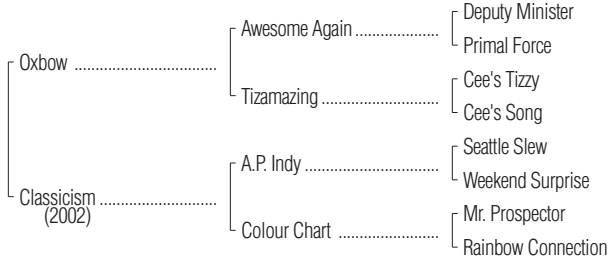 Deputy Minister
Awesome Again ..................
Primal Force
Oxbow ...............................
Cee's Tizzy
Tizamazing .........................
Cee's Song
Seattle Slew
A.P. Indy .............................
Weekend Surprise
Classicism .........................
(2002)
Mr. Prospector
Colour Chart ......................
Rainbow Connection